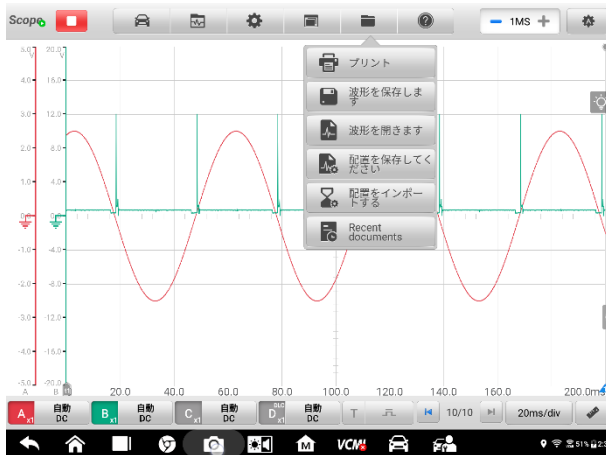 Scope
1MS
プリント
波形を保存しま
す
波形を開きます
配置を保存してく
ださい
配置をインポー
トする
Recent
documents
5.0 20.0
V V
4.0 16.0
3.0 12.0
2.0 8.0
1.0 4.0
0.0 0.0
-1.0 -4.0
-2.0 -8.0
-3.0 -12.0
-4.0 -16.0
-5.0 -20.0
A B x1 20.0 40.0 60.0 80.0 100.0 120.0 140.0 160.0 200.0ms
A x1 自動 DC B x1 自動 DC C x1 自動 DC D x1 DLC 自動 DC T 10/10 20ms/div
M VCMI 51%